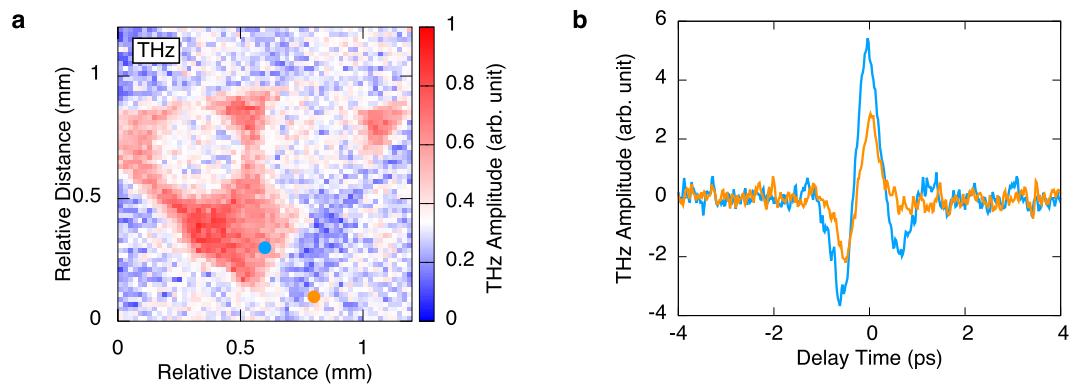 a
THz
Relative Distance (mm)
1
0.5
0
0
0.5
1
Relative Distance (mm)
1
0.8
0.6
0.4
0.2
0
THz Amplitude (arb. unit)
b
THz Amplitude (arb. unit)
6
4
2
0
-2
-4
-4
-2
0
2
4
Delay Time (ps)